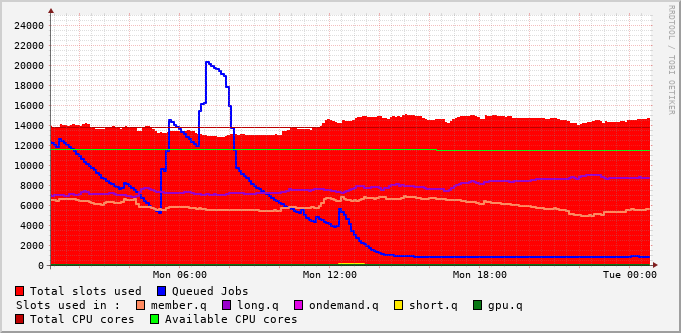 24000
22000
20000
18000
16000
14000
12000
10000
8000
6000
4000
2000
0
Mon 06:00 Mon 12:00 Mon 18:00 Tue 00:00
Total slots used Queued Jobs
Slots used in : member.q long.q ondemand.q short.q gpu.q
Total CPU cores Available CPU cores
RRDTOOL / TOBI OETIKER